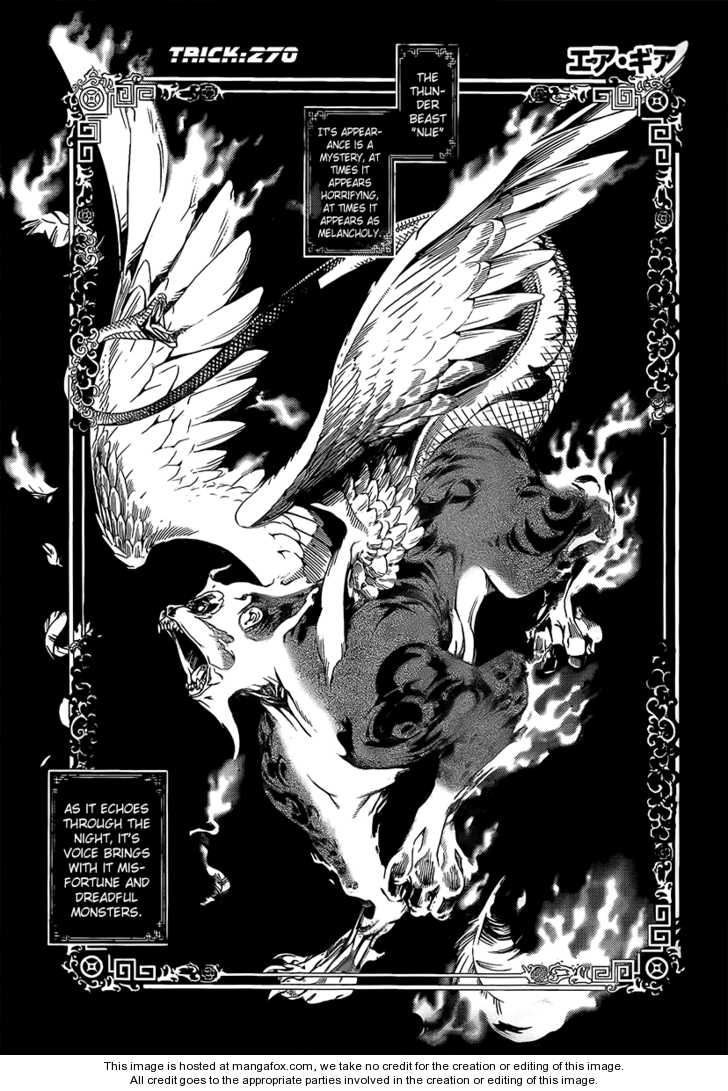 TRICK:270
エア・ギア
THE
THUN-
DER
BEAST
"NUE"
IT'S APPEAR-
ANCE IS A
MYSTERY, AT
TIMES IT
APPEARS
HORRIFYING,
AT TIMES IT
APPEARS AS
MELANCHOLY.
AS IT ECHOES
THROUGH THE
NIGHT, IT'S
VOICE BRINGS
WITH IT MIS-
FORTUNE AND
DREADFUL
MONSTERS.
This image is hosted at mangafox.com, we take no credit for the creation or editing of this image.
All credit goes to the appropriate parties involved in the creation or editing of this image.